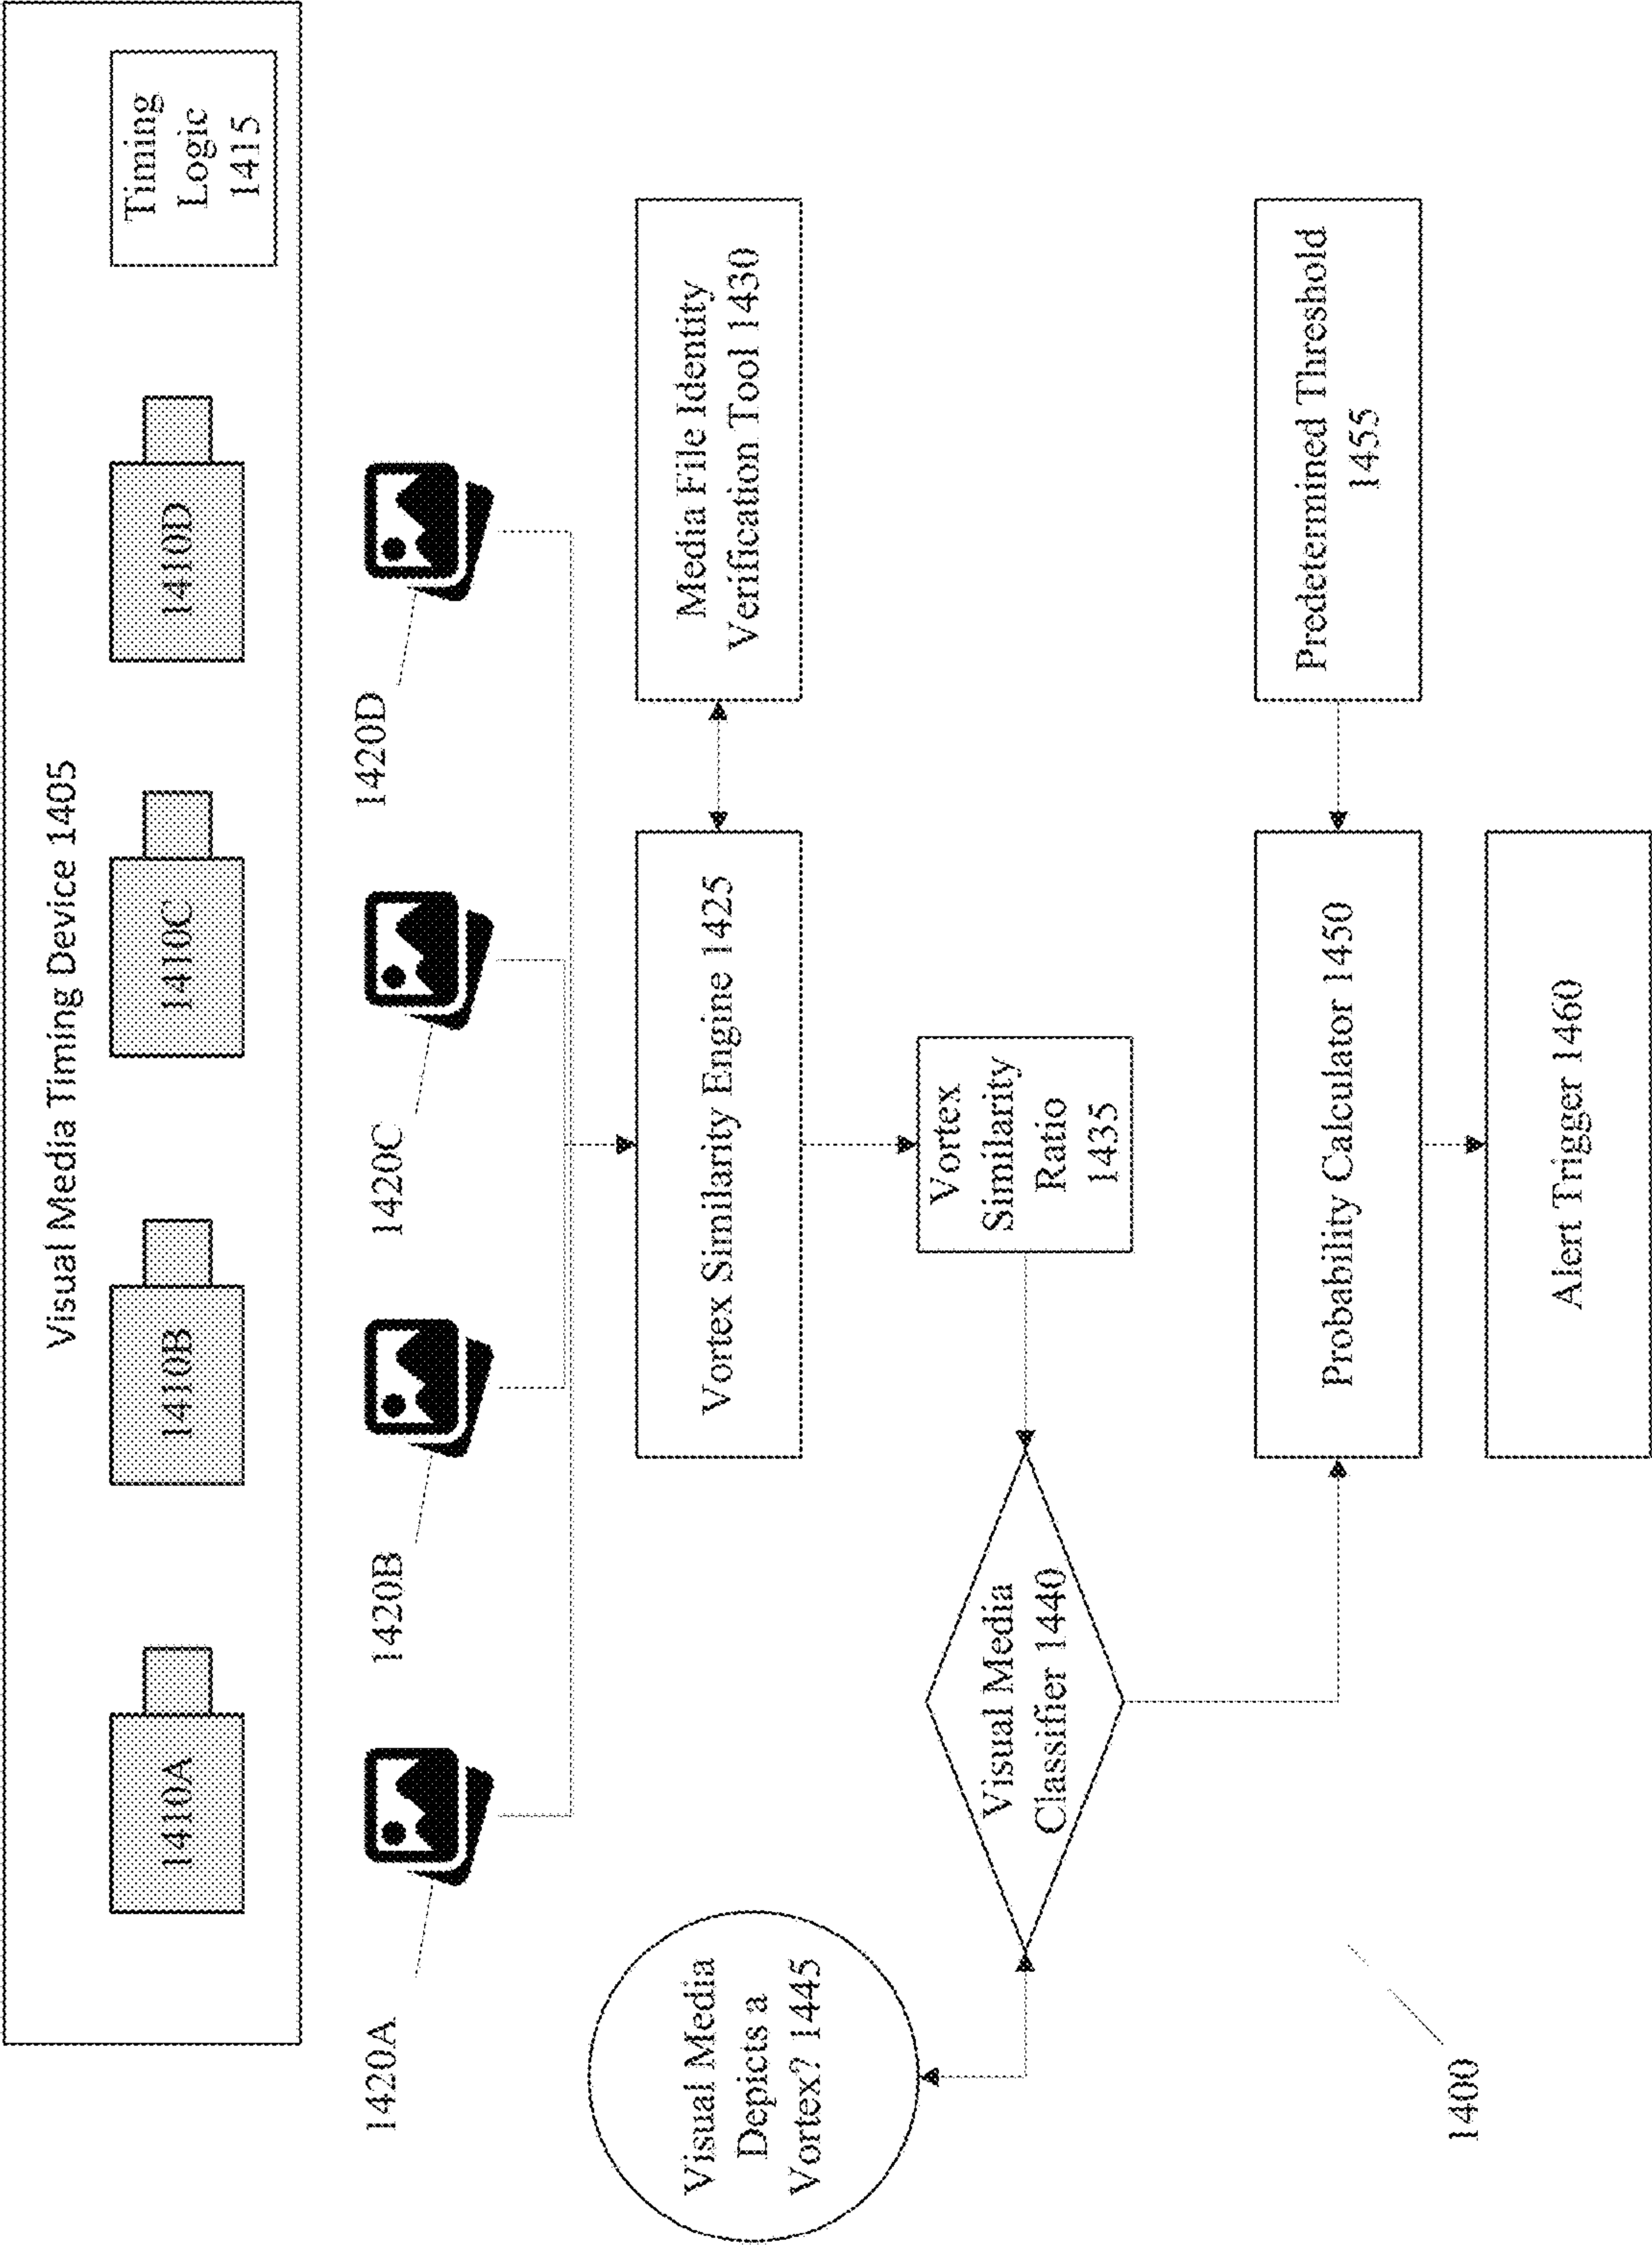 Visual Media Timing Device 1405
1410A
1410B
1410C
1410D
Timing
Logic
1415
1420A
1420B
1420C
1420D
Vortex Similarity Engine 1425
Media File Identity
Verification Tool 1430
Visual Media
Depicts a
Vortex? 1445
Vortex
Similarity
Ratio
1435
Visual Media
Classifier 1440
Probability Calculator 1450
Predetermined Threshold
1455
Alert Trigger 1460
1400